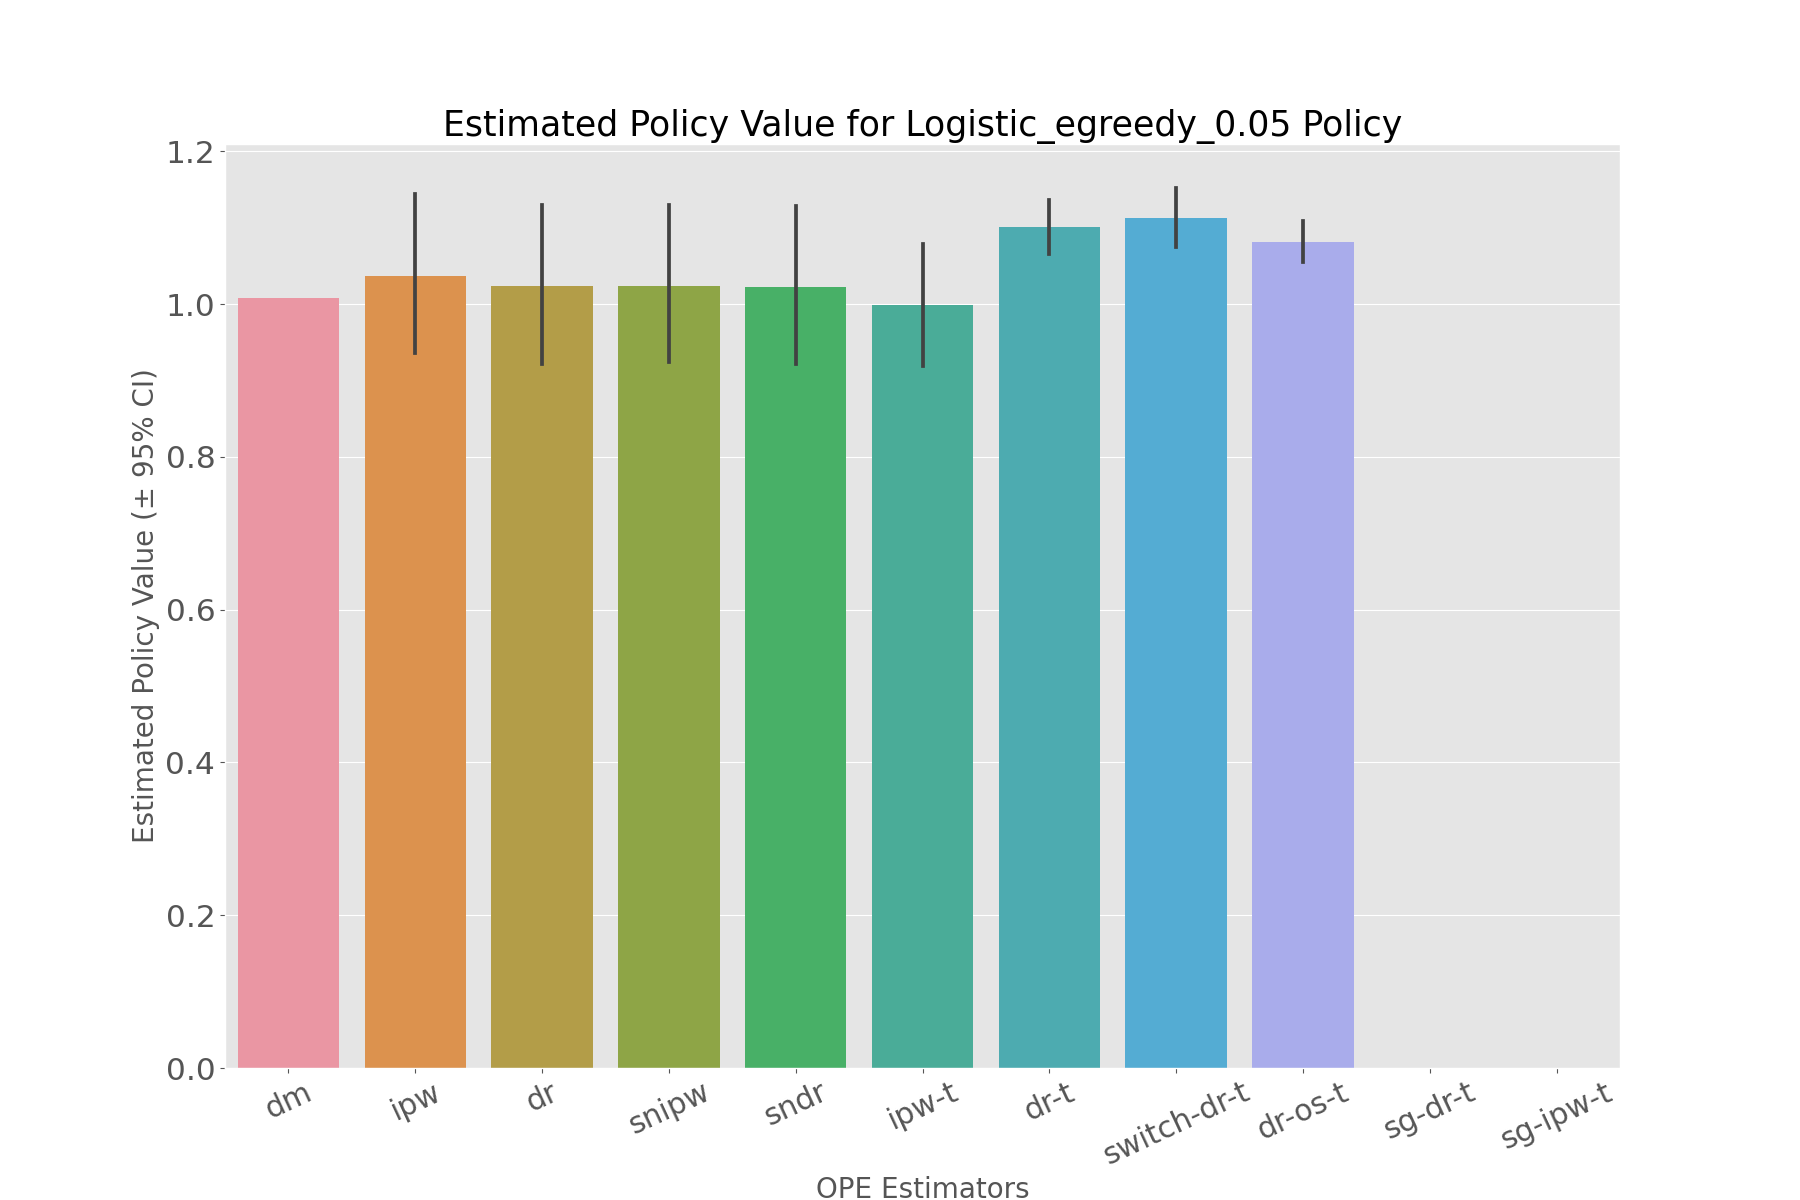 Estimated Policy Value for Logistic_egreedy_0.05 Policy
Estimated Policy Value (± 95% CI)
1.2
1.0
0.8
0.6
0.4
0.2
0.0
dm
ipw
dr
snipw
sndr
ipw-t
dr-t
switch-dr-t
dr-os-t
sg-dr-t
sg-ipw-t
OPE Estimators